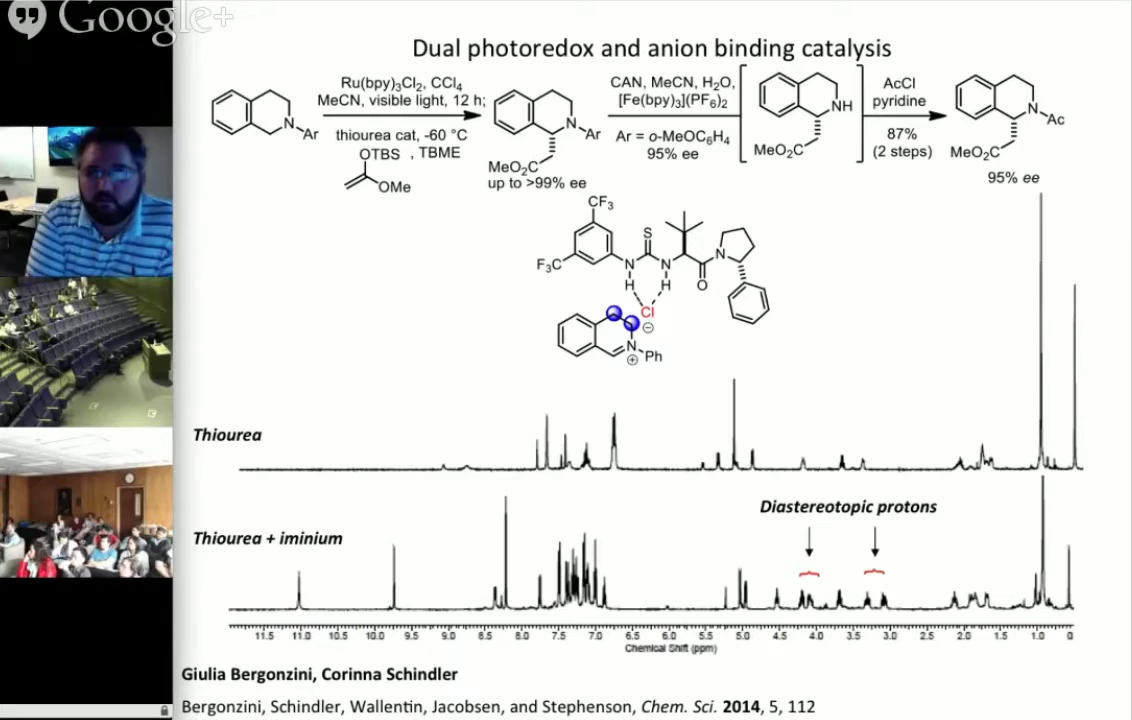 Google+
Dual photoredox and anion binding catalysis
Ru(bpy)₃Cl₂, CCl₄
MeCN, visible light, 12 h;
thiourea cat, -60 °C
OTBS , TBME
OMe
N Ar
N Ar
MeO₂C
up to >99% ee
CAN, MeCN, H₂O,
[Fe(bpy)₃](PF₆)₂
Ar = o-MeOC₆H₄
95% ee
NH
MeO₂C
AcCl
pyridine
87%
(2 steps)
N Ac
MeO₂C
95% ee
CF₃
F₃C
S
N N N
H H O
Cl
⊖
N Ph
⊕
Thiourea
Diastereotopic protons
Thiourea + iminium
11.5 11.0 10.5 10.0 9.5 9.0 8.5 8.0 7.5 7.0 6.5 6.0 5.5 5.0 4.5 4.0 3.5 3.0 2.5 2.0 1.5 1.0 0
Chemical Shift (ppm)
Giulia Bergonzini, Corinna Schindler
Bergonzini, Schindler, Wallentin, Jacobsen, and Stephenson, Chem. Sci. 2014, 5, 112